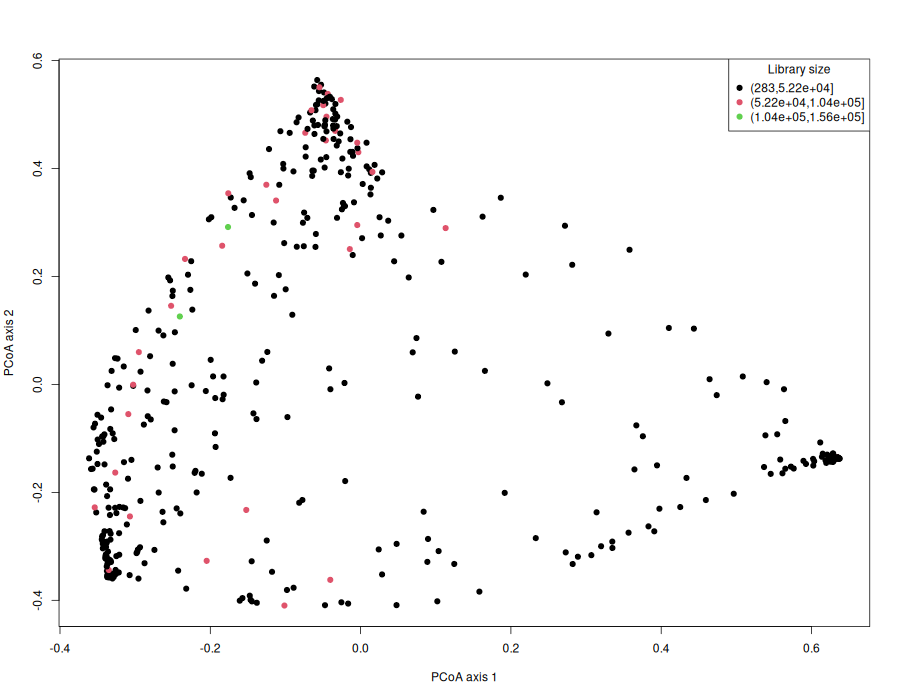 Library size
(283,5.22e+04]
(5.22e+04,1.04e+05]
(1.04e+05,1.56e+05]
0.6
0.4
0.2
0.0
-0.2
-0.4
PCoA axis 2
-0.4 -0.2 0.0 0.2 0.4 0.6
PCoA axis 1